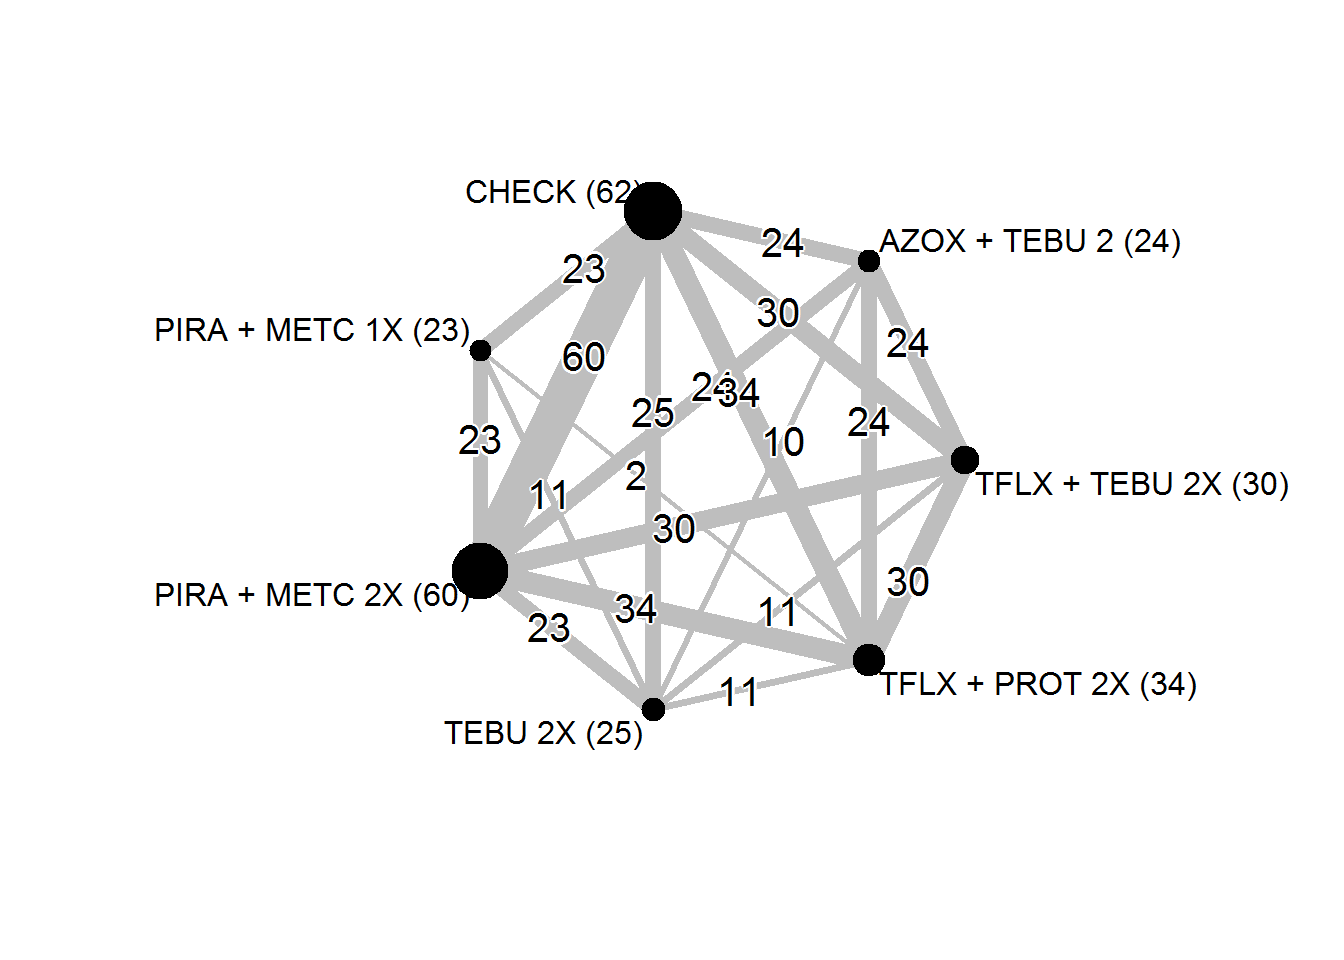 CHECK (62)
AZOX + TEBU 2 (24)
24
23
30
PIRA + METC 1X (23)
24
60
24
34
25
24
23
10
2
TFLX + TEBU 2X (30)
11
30
30
PIRA + METC 2X (60)
34
11
23
TFLX + PROT 2X (34)
11
TEBU 2X (25)